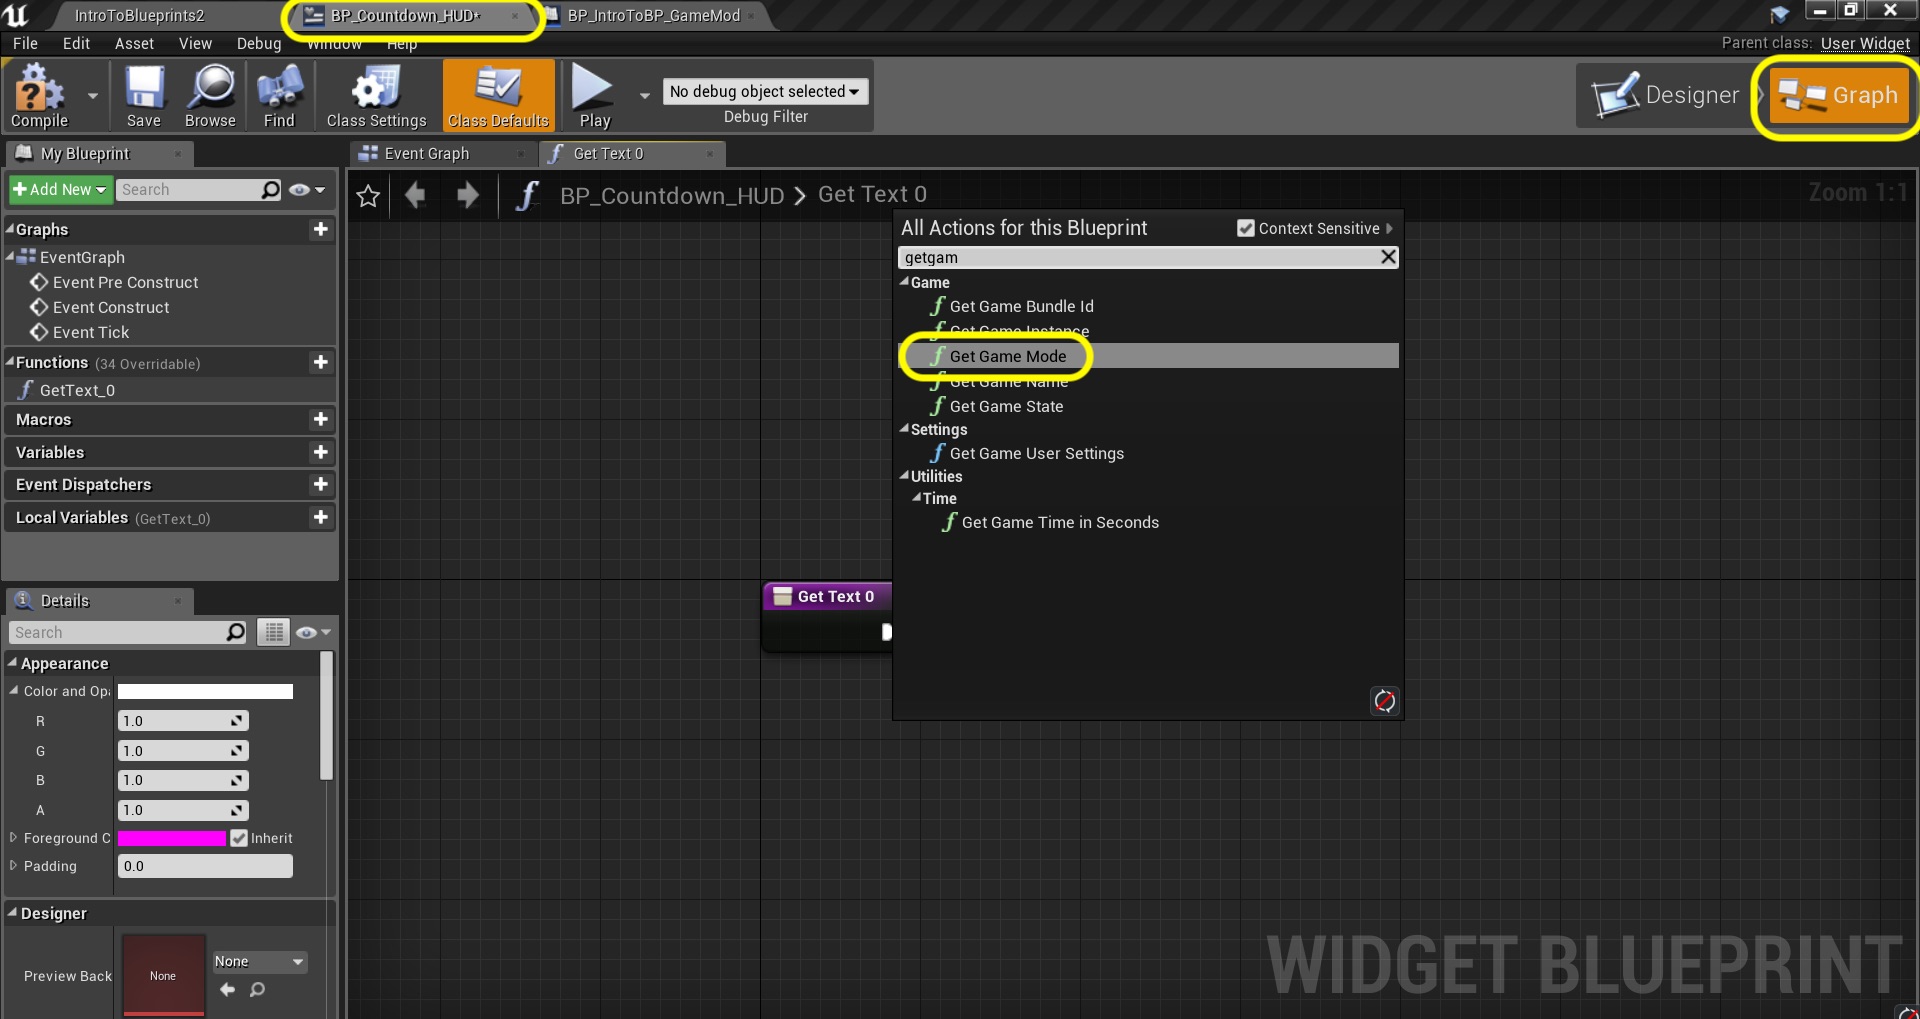 IntroToBlueprints2
BP_Countdown_HUD*
BP_IntroToBP_GameMod
File Edit Asset View Debug Window Help
Parent class: User Widget
Compile
Save
Browse
Find
Class Settings
Class Defaults
Play
No debug object selected
Debug Filter
Designer
Graph
My Blueprint
Event Graph
Get Text 0
Add New
Search
BP_Countdown_HUD > Get Text 0
Zoom 1:1
Graphs
EventGraph
Event Pre Construct
Event Construct
Event Tick
Functions (34 Overridable)
GetText_0
Macros
Variables
Event Dispatchers
Local Variables (GetText_0)
All Actions for this Blueprint
Context Sensitive
getgam
Game
Get Game Bundle Id
Get Game Instance
Get Game Mode
Get Game Name
Get Game State
Settings
Get Game User Settings
Utilities
Time
Get Game Time in Seconds
Get Text 0
Details
Search
Appearance
Color and Opa
R 1.0
G 1.0
B 1.0
A 1.0
Foreground C
Inherit
Padding 0.0
Designer
Preview Back
None
None
WIDGET BLUEPRINT